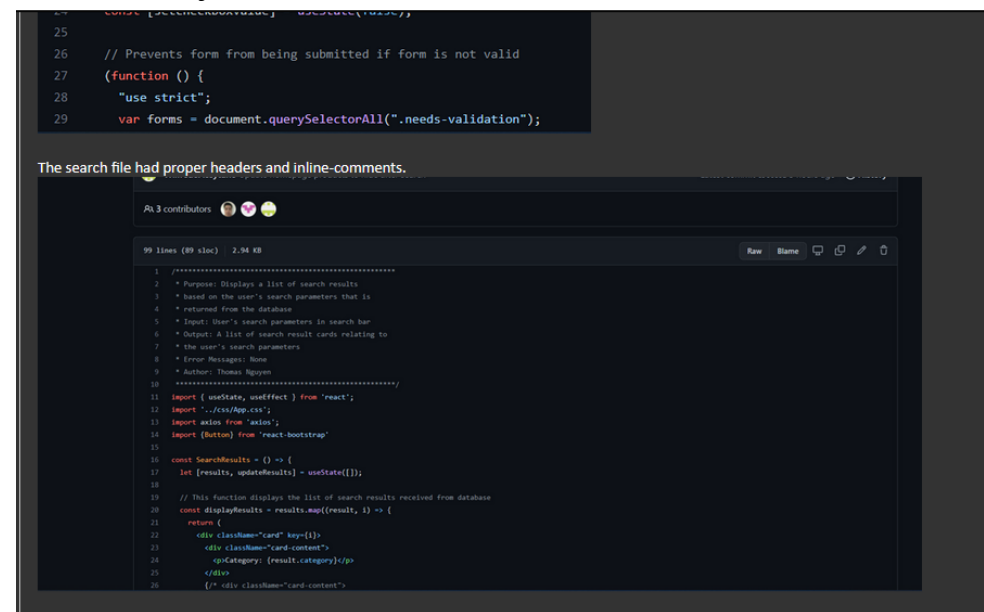 24 const [setCheckboxValue] = useState(false);
25
26 // Prevents form from being submitted if form is not valid
27 (function () {
28 "use strict";
29 var forms = document.querySelectorAll(".needs-validation");
The search file had proper headers and inline-comments.
3 contributors
99 lines (89 sloc) 2.94 KB Raw Blame
1 /****************************************************
2 * Purpose: Displays a list of search results
3 * based on the user's search parameters that is
4 * returned from the database
5 * Input: User's search parameters in search bar
6 * Output: A list of search result cards relating to
7 * the user's search parameters
8 * Error Messages: None
9 * Author: Thomas Nguyen
10 *****************************************************/
11 import { useState, useEffect } from 'react';
12 import '../css/App.css';
13 import axios from 'axios';
14 import {Button} from 'react-bootstrap'
15
16 const SearchResults = () => {
17 let [results, updateResults] = useState([]);
18
19 // This function displays the list of search results received from database
20 const displayResults = results.map((result, i) => {
21 return (
22 <div className="card" key={i}>
23 <div className="card-content">
24 <p>Category: {result.category}</p>
25 </div>
26 {/* <div className="card-content">